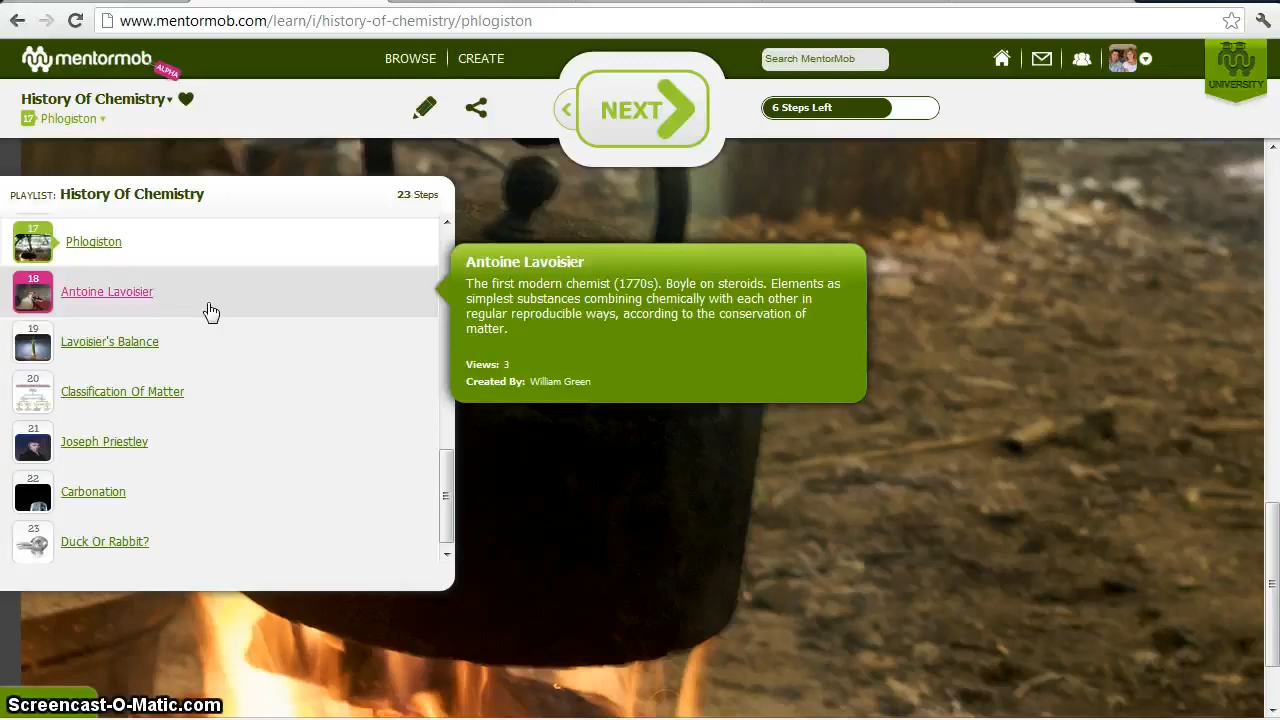 www.mentormob.com/learn/i/history-of-chemistry/phlogiston
mentormob
ALPHA
BROWSE
CREATE
Search MentorMob
UNIVERSITY
History Of Chemistry
17 Phlogiston
NEXT
6 Steps Left
PLAYLIST: History Of Chemistry
23 Steps
17
Phlogiston
18
Antoine Lavoisier
19
Lavoisier's Balance
20
Classification Of Matter
21
Joseph Priestley
22
Carbonation
23
Duck Or Rabbit?
Antoine Lavoisier
The first modern chemist (1770s). Boyle on steroids. Elements as
simplest substances combining chemically with each other in
regular reproducible ways, according to the conservation of
matter.
Views: 3
Created By: William Green
Screencast-O-Matic.com